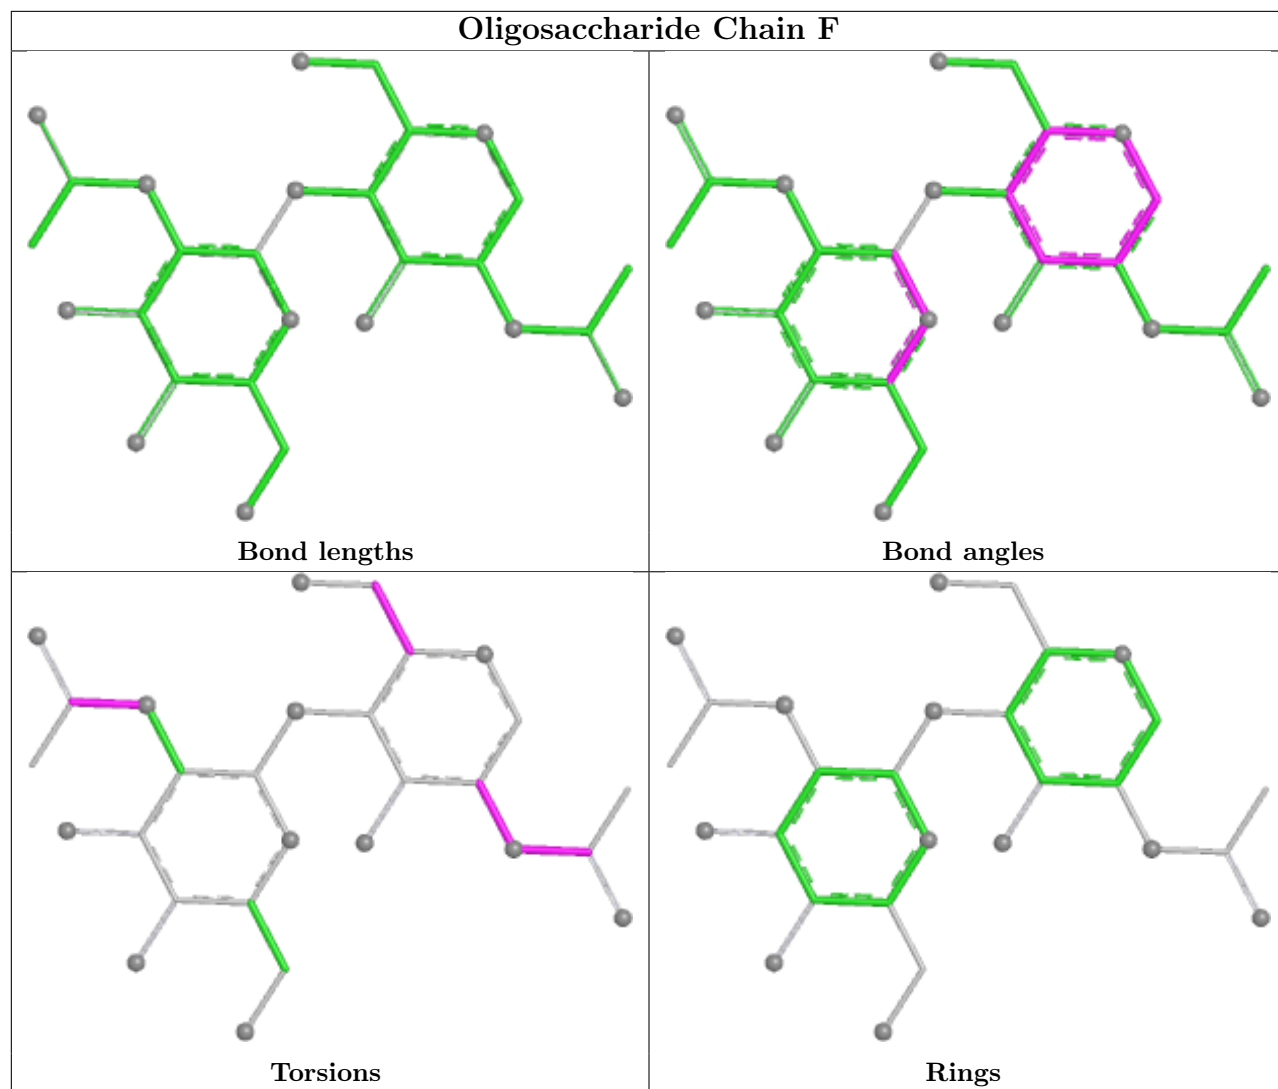 Oligosaccharide Chain F
Bond lengths
Bond angles
Torsions
Rings